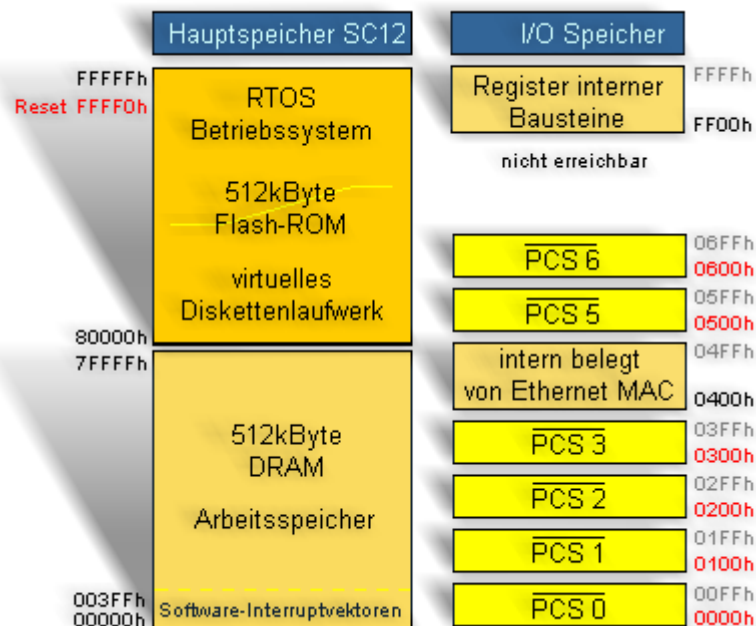 Hauptspeicher SC12
FFFFFh
Reset FFFF0h
RTOS
Betriebssystem
512kByte
Flash-ROM
virtuelles
Diskettenlaufwerk
80000h
7FFFFh
512kByte
DRAM
Arbeitsspeicher
003FFh
00000h
Software-Interruptvektoren
I/O Speicher
Register interner
Bausteine
FFFFh
FF00h
nicht erreichbar
PCS 6
06FFh
0600h
PCS 5
05FFh
0500h
intern belegt
von Ethernet MAC
04FFh
0400h
PCS 3
03FFh
0300h
PCS 2
02FFh
0200h
PCS 1
01FFh
0100h
PCS 0
00FFh
0000h